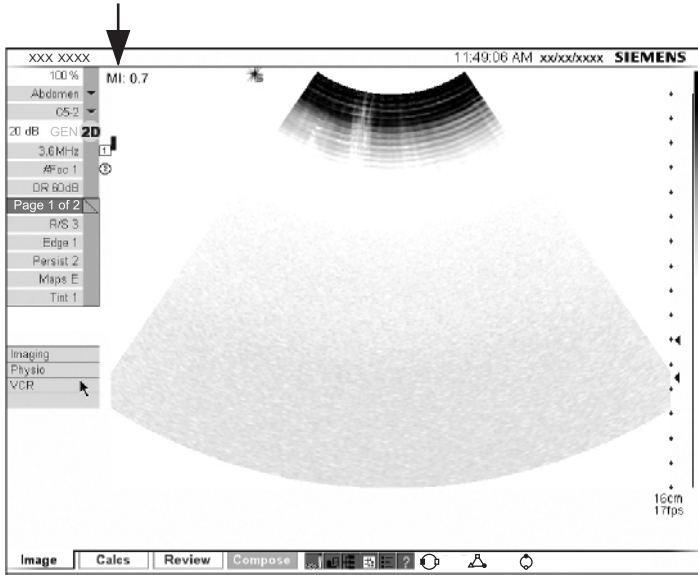 XXX XXXX
11:49:06 AM xx/xx/xxxx SIEMENS
100 %
MI: 0.7
Abdomen
C5-2
20 dB GEN 2D
3.6MHz
1
#Foc 1
2
DR 60dB
Page 1 of 2
R/S 3
Edge 1
Persist 2
Maps E
Tint 1
Imaging
Physio
VCR
16cm
17fps
Image Calcs Review Compose ?